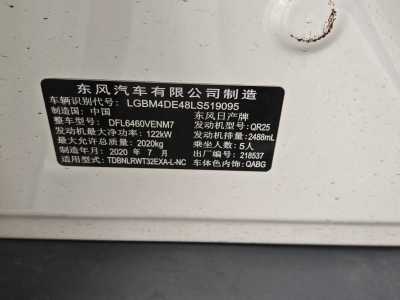 东风汽车有限公司制造
车辆识别代号：LGBM4DE48LS519095
制造国：中国 东风日产牌
整车型号：DFL6460VENM7 发动机型号：QR25
发动机最大净功率：122kW 发动机排量：2488mL
最大允许总质量：2020kg 乘坐人数：5人
制造年月：2020 年 7 月 出厂编号：218537
适用型式：TDBNLRWT32EXA-L-NC 车体色内饰：QABG